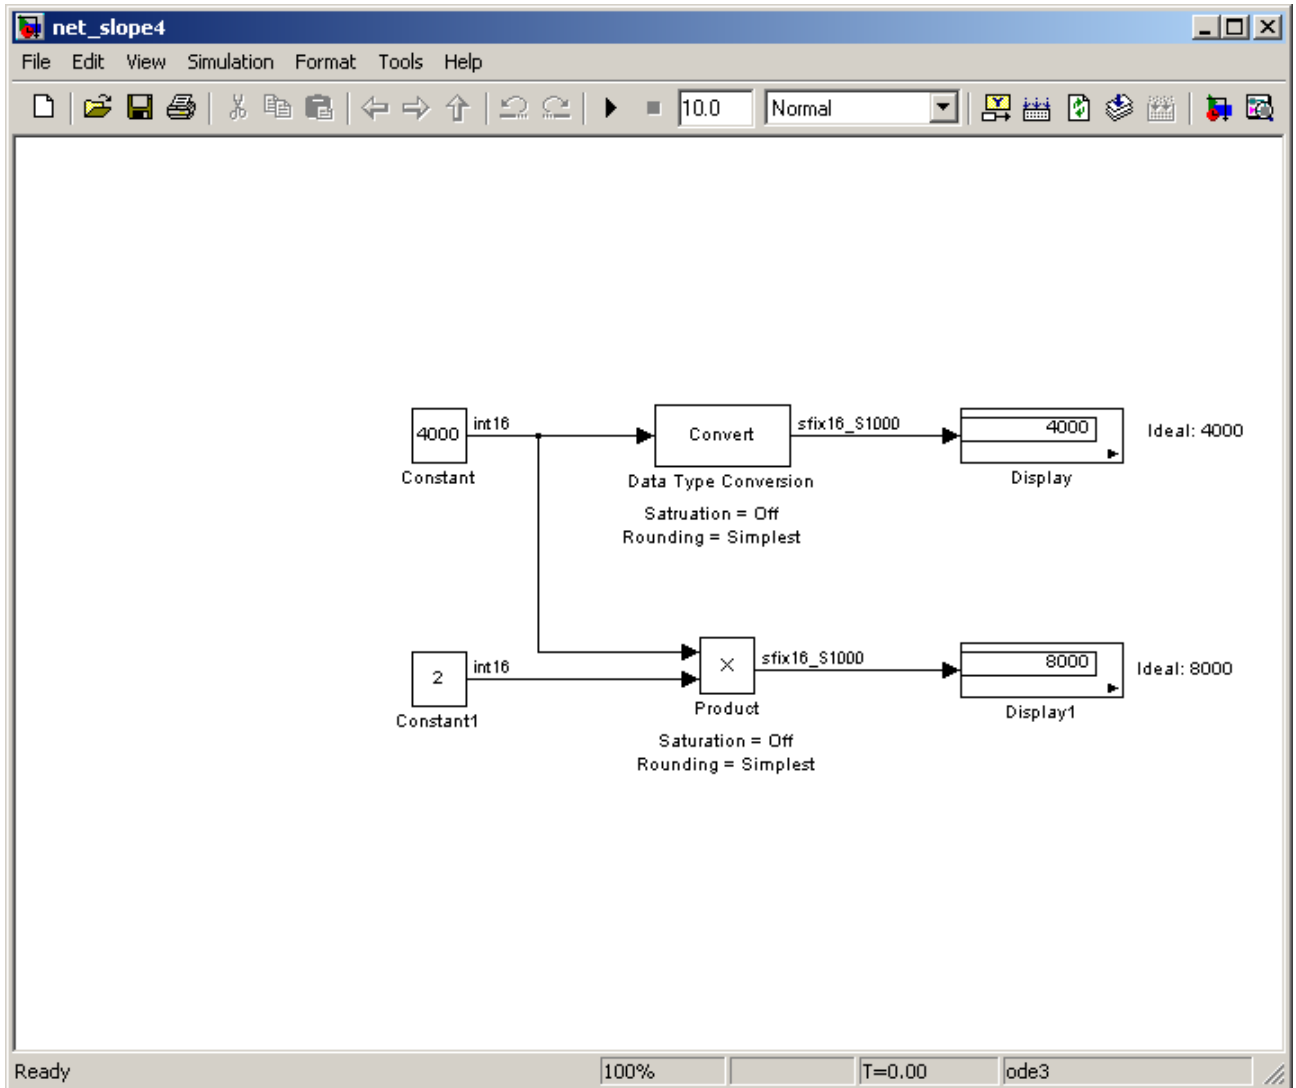 net_slope4
File Edit View Simulation Format Tools Help
10.0 Normal
4000 int16 Convert sfix16_S1000 4000 Ideal: 4000
Constant Data Type Conversion Display
Satruation = Off
Rounding = Simplest
2 int16 × sfix16_S1000 8000 Ideal: 8000
Constant1 Product Display1
Saturation = Off
Rounding = Simplest
Ready 100% T=0.00 ode3